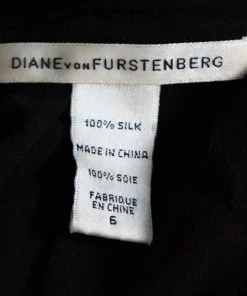 DIANE VON FURSTENBERG
100% SILK
MADE IN CHINA
100% SOIE
FABRIQUE
EN CHINE
6